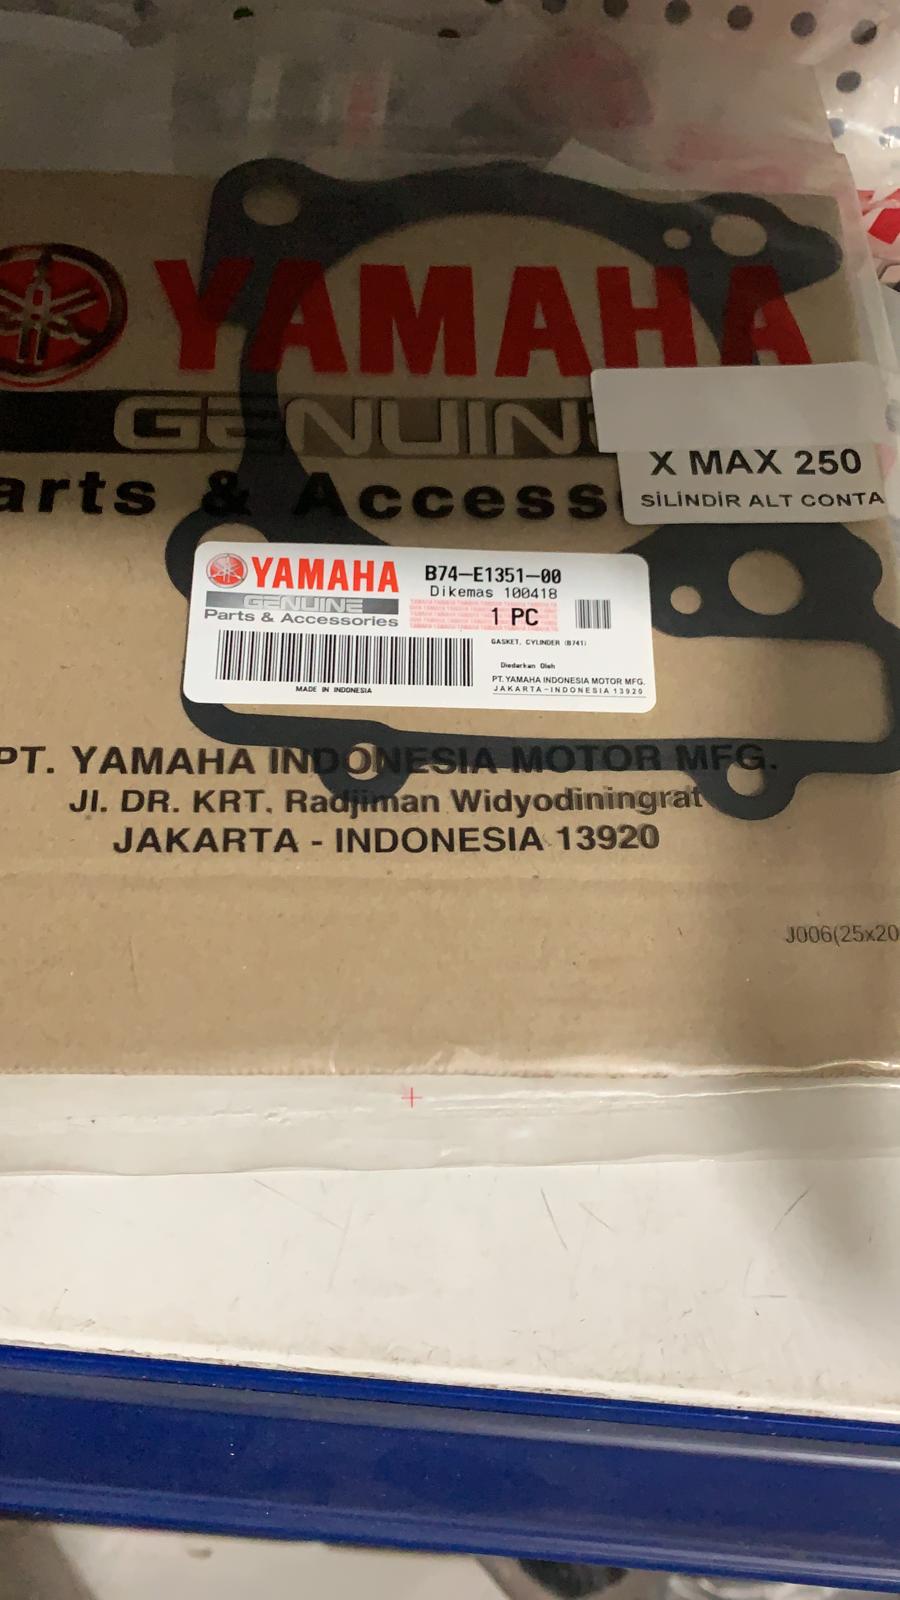 YAMAHA
GENUINE
arts & Access
X MAX 250
SİLİNDİR ALT CONTA
YAMAHA
GENUINE
Parts & Accessories
B74-E1351-00
Dikemas 100418
1 PC
GASKET, CYLINDER (B741)
Diedarkan Oleh
PT. YAMAHA INDONESIA MOTOR MFG.
JAKARTA-INDONESIA 13920
MADE IN INDONESIA
PT. YAMAHA INDONESIA MOTOR MFG.
Jl. DR. KRT. Radjiman Widyodiningrat
JAKARTA - INDONESIA 13920
J006(25x20